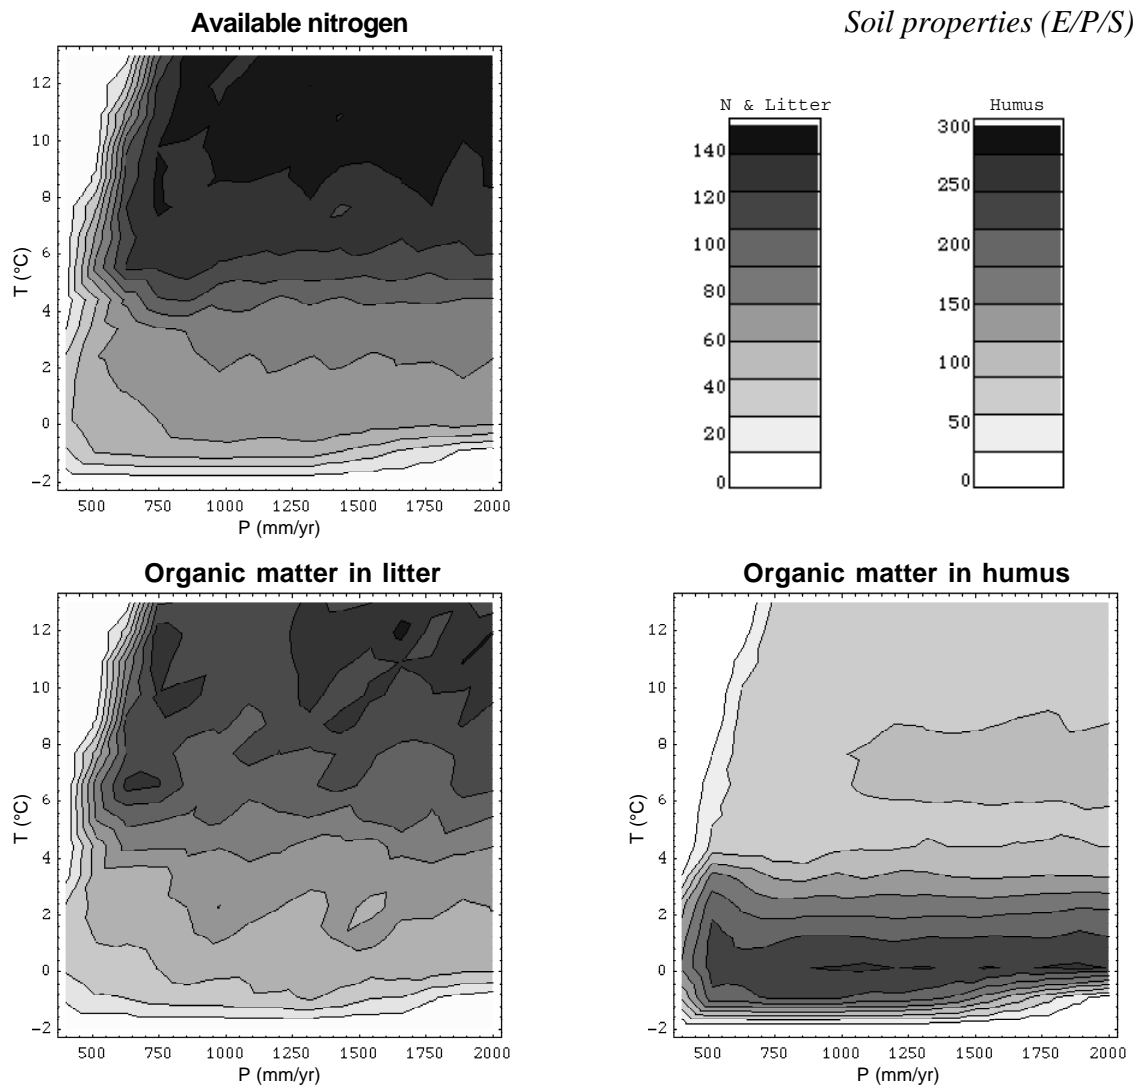 Available nitrogen
Soil properties (E/P/S)
12
10
8
6
4
2
0
-2
T (°C)
500 750 1000 1250 1500 1750 2000
P (mm/yr)
N & Litter
140
120
100
80
60
40
20
0
Humus
300
250
200
150
100
50
0
Organic matter in litter
12
10
8
6
4
2
0
-2
T (°C)
500 750 1000 1250 1500 1750 2000
P (mm/yr)
Organic matter in humus
12
10
8
6
4
2
0
-2
T (°C)
500 750 1000 1250 1500 1750 2000
P (mm/yr)